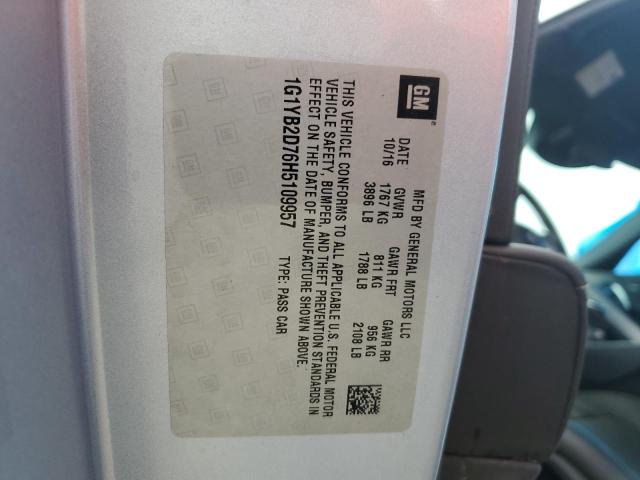 GM
MFD BY GENERAL MOTORS LLC
DATE GVWR GAWR FRT GAWR RR
10/16 1767 KG 811 KG 956 KG
3896 LB 1788 LB 2108 LB
THIS VEHICLE CONFORMS TO ALL APPLICABLE U.S. FEDERAL MOTOR
VEHICLE SAFETY, BUMPER, AND THEFT PREVENTION STANDARDS IN
EFFECT ON THE DATE OF MANUFACTURE SHOWN ABOVE.
1G1YB2D76H5109957 TYPE: PASS CAR